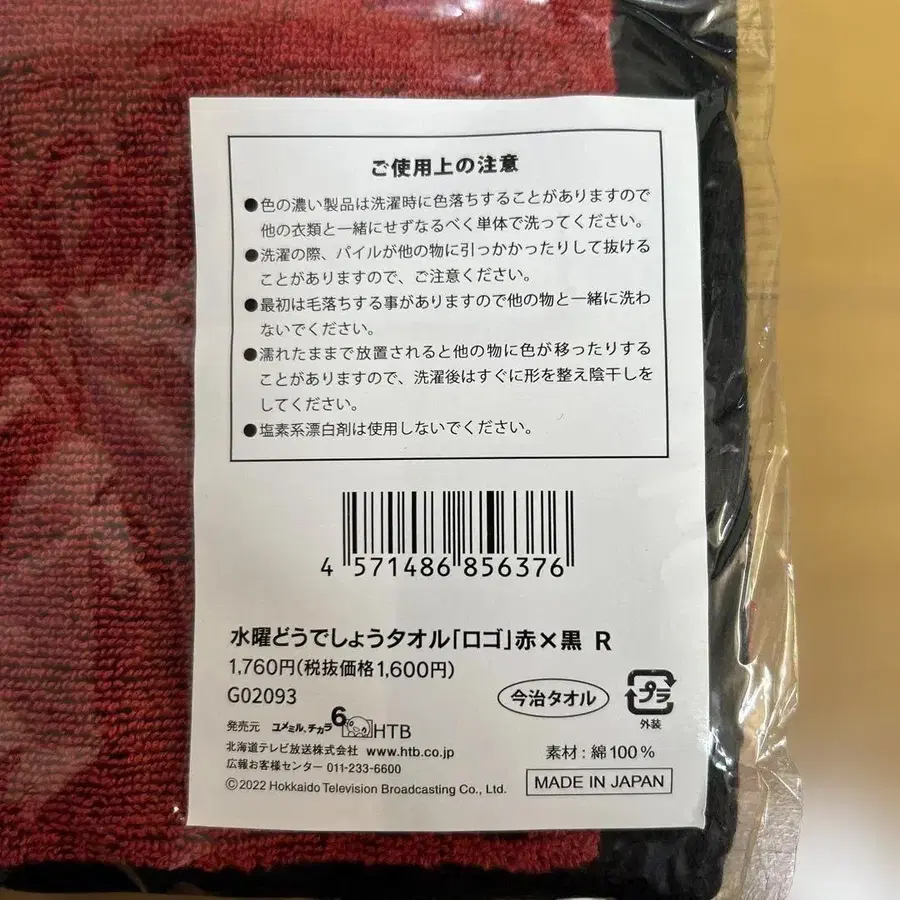 ご使用上の注意
●色の濃い製品は洗濯時に色落ちすることがありますので
他の衣類と一緒にせずなるべく単体で洗ってください。
●洗濯の際、パイルが他の物に引っかかったりして抜ける
ことがありますので、ご注意ください。
●最初は毛落ちする事がありますので他の物と一緒に洗わ
ないでください。
●濡れたままで放置されると他の物に色が移ったりする
ことがありますので、洗濯後はすぐに形を整え陰干しを
してください。
●塩素系漂白剤は使用しないでください。
4 571486 856376
水曜どうでしょうタオル「ロゴ」赤×黒 R
1,760円(税抜価格1,600円)
G02093
今治タオル
プラ
外装
発売元 ユメミル、チカラ 6 HTB
北海道テレビ放送株式会社 www.htb.co.jp
広報お客様センター 011-233-6600
素材:綿100%
©2022 Hokkaido Television Broadcasting Co., Ltd.
MADE IN JAPAN